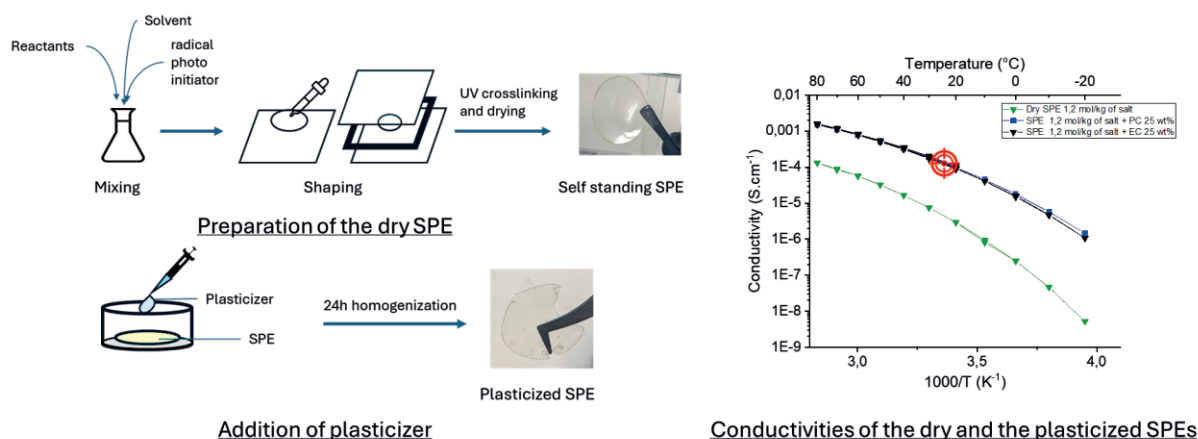 Solvent
Reactants
radical
photo
initiator
Mixing
Shaping
UV crosslinking
and drying
Self standing SPE
Preparation of the dry SPE
Plasticizer
SPE
24h homogenization
Plasticized SPE
Addition of plasticizer
Temperature (°C)
80 60 40 20 0 -20
0,01
0,001
1E-4
1E-5
1E-6
1E-7
1E-8
1E-9
Conductivity (S.cm⁻¹)
Dry SPE 1,2 mol/kg of salt
SPE 1,2 mol/kg of salt + PC 25 wt%
SPE 1,2 mol/kg of salt + EC 25 wt%
3,0 3,5 4,0
1000/T (K⁻¹)
Conductivities of the dry and the plasticized SPEs